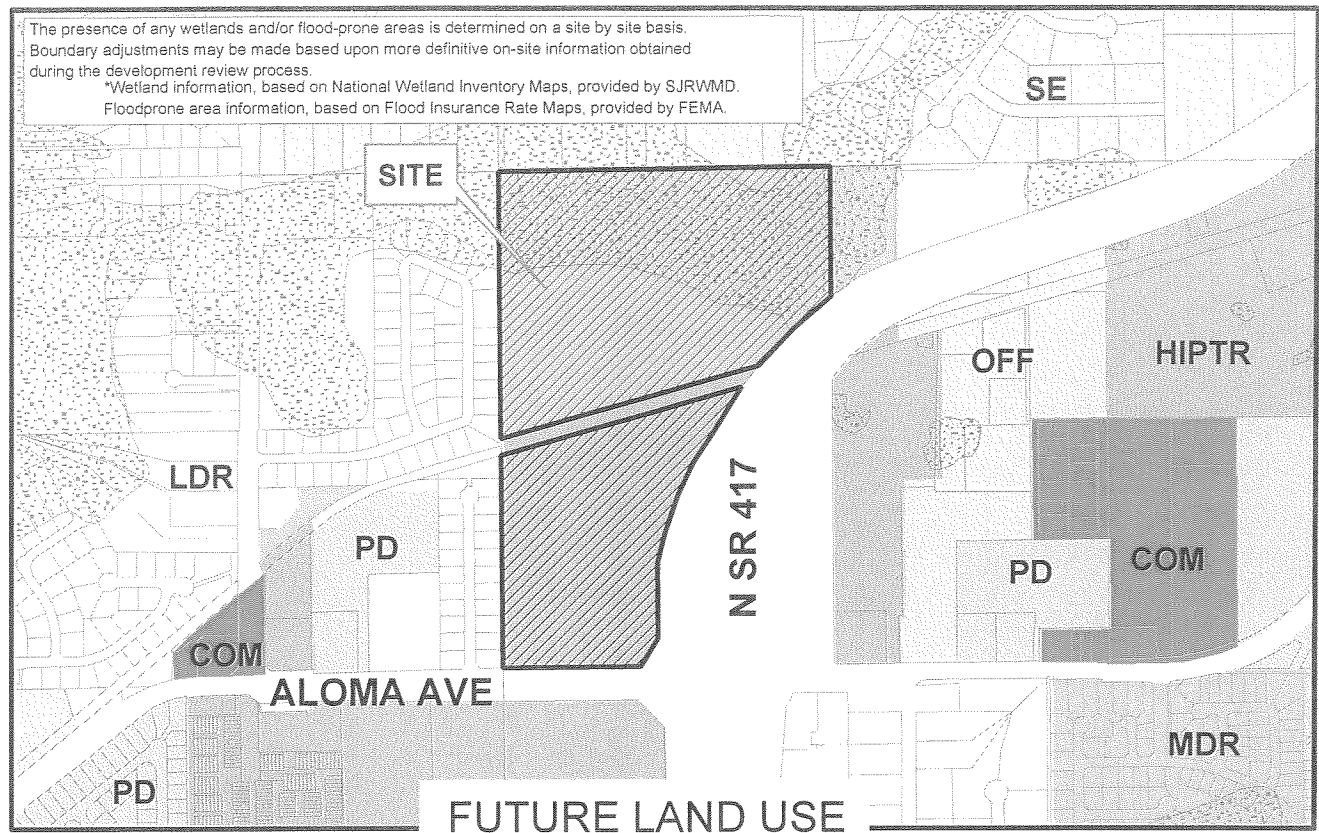 The presence of any wetlands and/or flood-prone areas is determined on a site by site basis.
Boundary adjustments may be made based upon more definitive on-site information obtained
during the development review process.
*Wetland information, based on National Wetland Inventory Maps, provided by SJRWMD.
Floodprone area information, based on Flood Insurance Rate Maps, provided by FEMA.
SE
SITE
OFF
HIPTR
LDR
PD
N SR 417
PD
COM
COM
ALOMA AVE
MDR
PD
FUTURE LAND USE